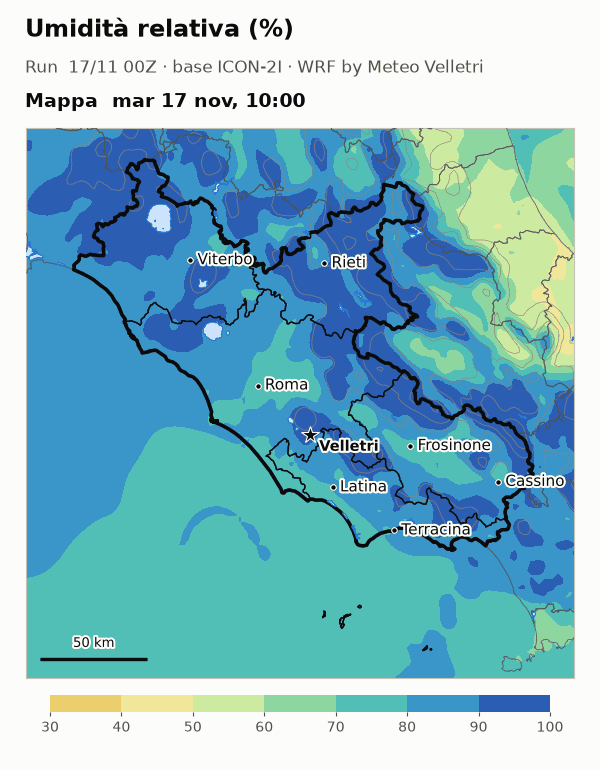 Umidità relativa (%)
Run  17/11 00Z · base ICON-2I · WRF by Meteo Velletri
Mappa  mar 17 nov, 10:00
Viterbo
Rieti
Roma
Velletri
Frosinone
Cassino
Latina
Terracina
50 km
30 40 50 60 70 80 90 100